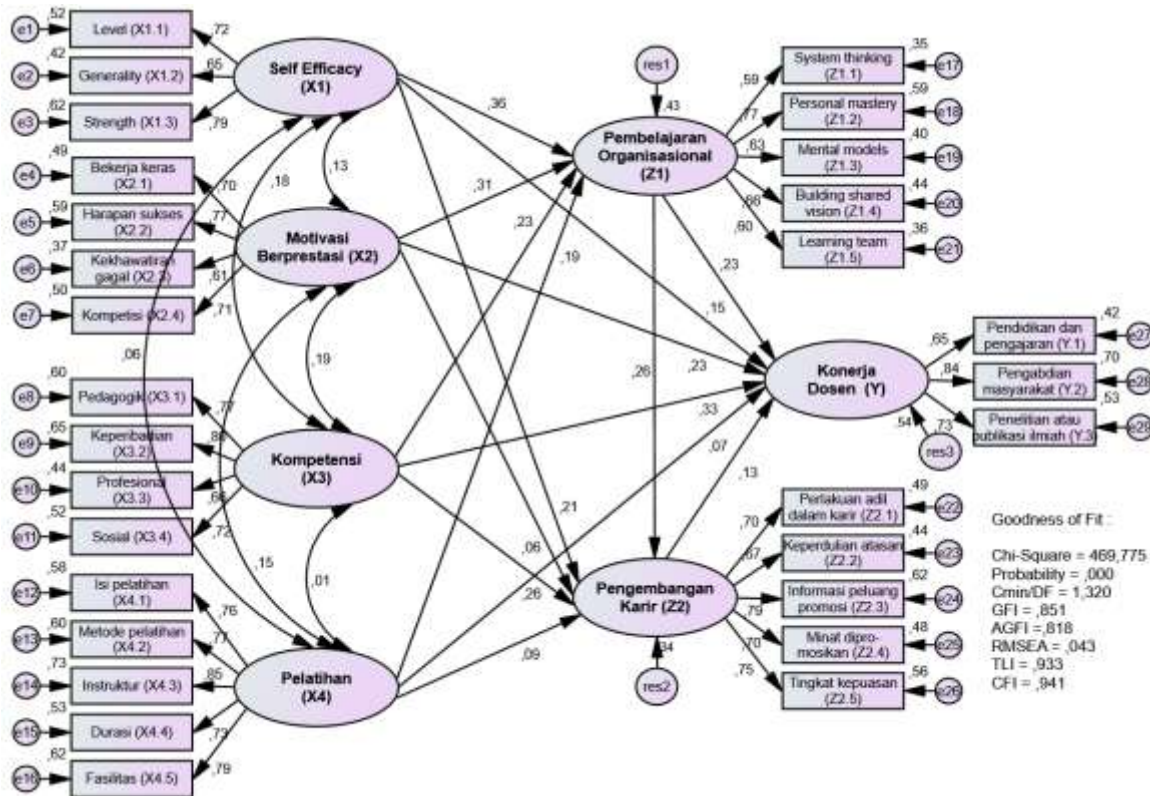 e1
,52
Level (X1.1)
,72
e2
,42
Generality (X1.2)
,65
e3
,62
Strength (X1.3)
,79
e4
,49
Bekerja keras
(X2.1)
,70
e5
,59
Harapan sukses
(X2.2)
,77
e6
,37
Kekhawatiran
gagal (X2.3)
,61
e7
,50
Kompetisi (X2.4)
,71
e8
,60
Pedagogik (X3.1)
,77
e9
,65
Keperibadian
(X3.2)
e10
,44
Profesional
(X3.3)
,66
e11
,52
Sosial (X3.4)
,72
e12
,58
Isi pelatihan
(X4.1)
,76
e13
,60
Metode pelatihan
(X4.2)
,77
e14
,73
Instruktur (X4.3)
,85
e15
,53
Durasi (X4.4)
,73
e16
,62
Fasilitas (X4.5)
,79
Self Efficacy
(X1)
Motivasi
Berprestasi (X2)
Kompetensi
(X3)
Pelatihan
(X4)
,13
,18
,06
,19
,15
,01
,36
,31
,23
,19
,23
,15
,26
,23
,33
,07
,13
,21
,06
,26
,09
res1
,43
Pembelajaran
Organisasional
(Z1)
Konerja
Dosen (Y)
,54
res3
Pengembangan
Karir (Z2)
,34
res2
,35
System thinking
(Z1.1)
e17
,59
,59
Personal mastery
(Z1.2)
e18
,77
,40
Mental models
(Z1.3)
e19
,63
,44
Building shared
vision (Z1.4)
e20
,66
,36
Learning team
(Z1.5)
e21
,60
,42
Pendidikan dan
pengajaran (Y.1)
e27
,65
,70
Pengabdian
masyarakat (Y.2)
e28
,84
,53
Penelitian atau
publikasi ilmiah (Y.3
e29
,73
,49
Perlakuan adil
dalam karir (Z2.1)
e22
,70
,44
Keperdulian atasan
(Z2.2)
e23
,67
,62
Informasi peluang
promosi (Z2.3)
e24
,79
,48
Minat dipro-
mosikan (Z2.4)
e25
,70
,56
Tingkat kepuasan
(Z2.5)
e26
,75
Goodness of Fit :
Chi-Square = 469,775
Probability = ,000
Cmin/DF = 1,320
GFI = ,851
AGFI = ,818
RMSEA = ,043
TLI = ,933
CFI = ,941